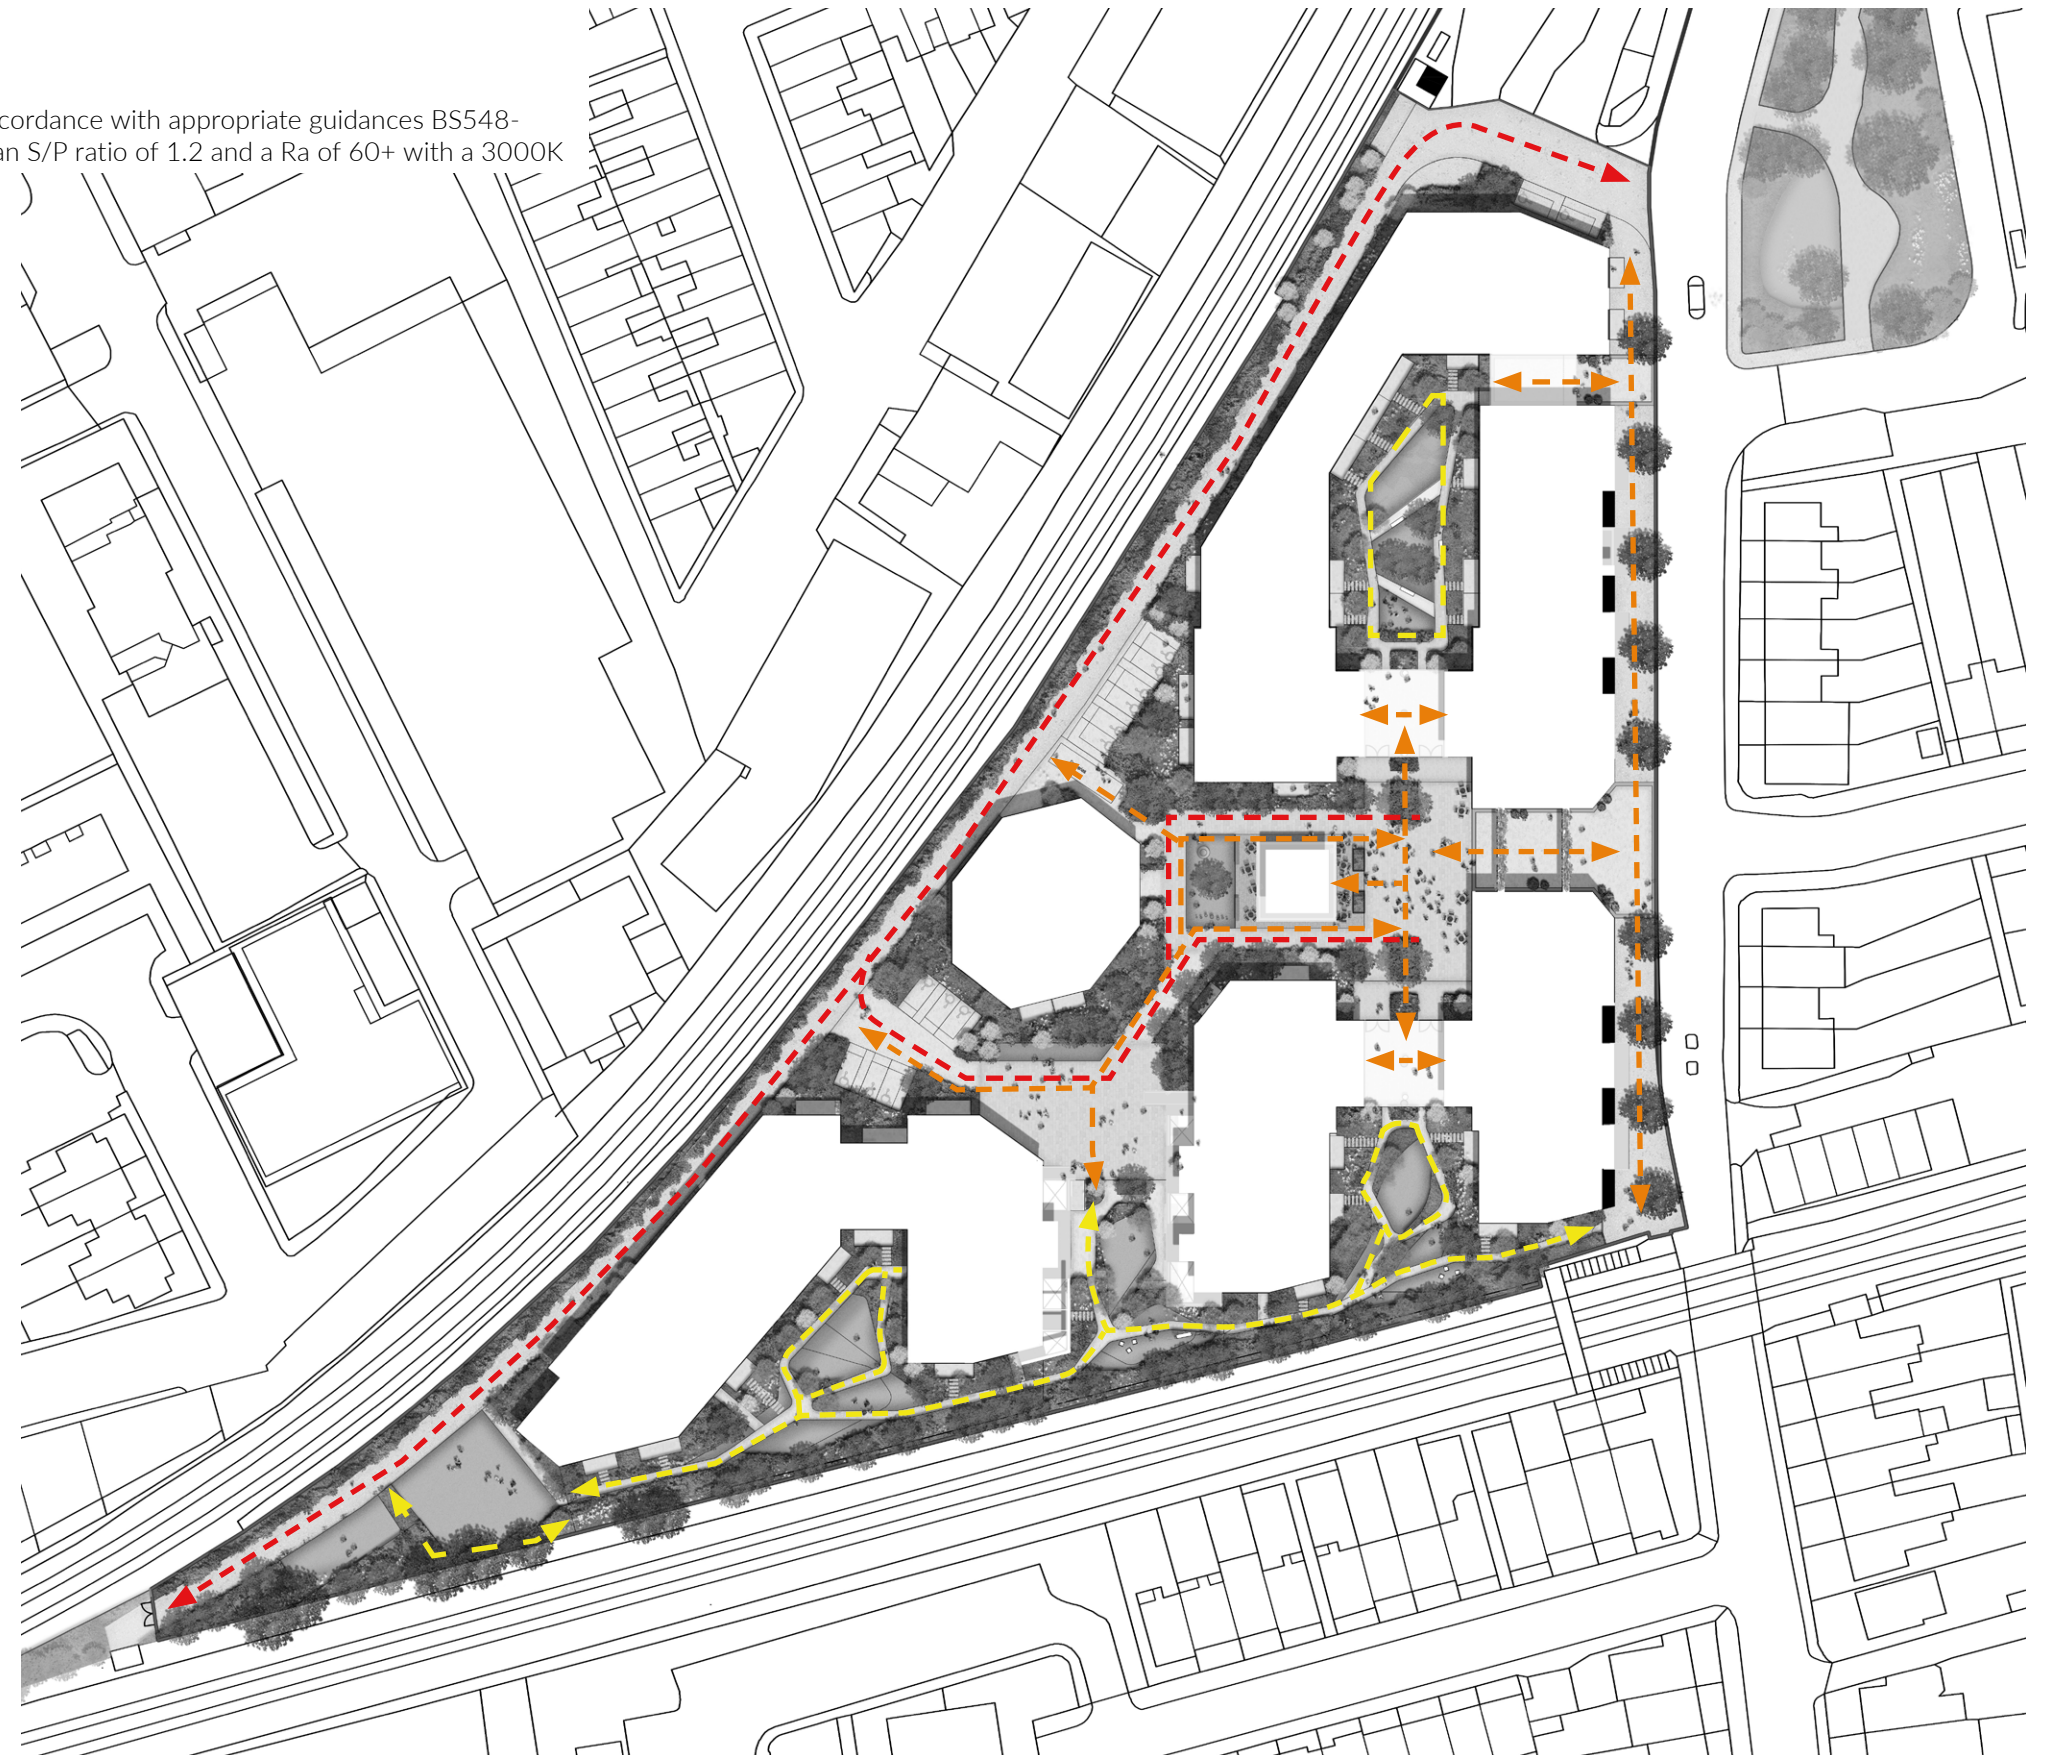 cordance with appropriate guidances BS548-
an S/P ratio of 1.2 and a Ra of 60+ with a 3000K